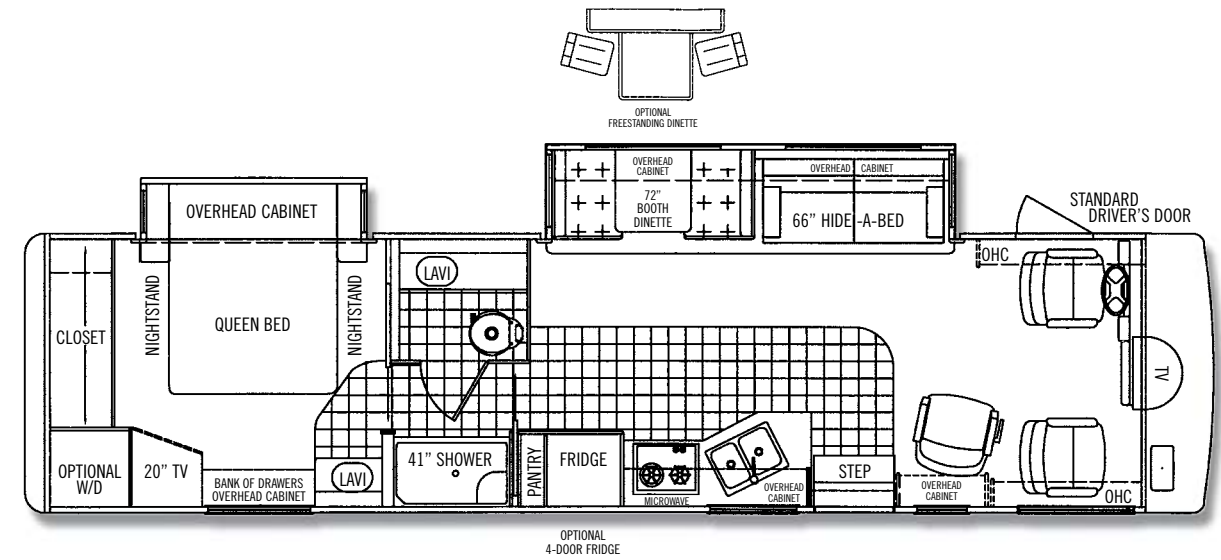 OPTIONAL
FREESTANDING DINETTE
OVERHEAD
CABINET
72"
BOOTH
DINETTE
OVERHEAD CABINET
66" HIDE-A-BED
STANDARD
DRIVER'S DOOR
OVERHEAD CABINET
LAVI
OHC
NIGHTSTAND
QUEEN BED
NIGHTSTAND
CLOSET
TV
OPTIONAL
W/D
20" TV
BANK OF DRAWERS
OVERHEAD CABINET
LAVI
41" SHOWER
PANTRY
FRIDGE
MICROWAVE
OVERHEAD
CABINET
STEP
OVERHEAD
CABINET
OHC
OPTIONAL
4-DOOR FRIDGE